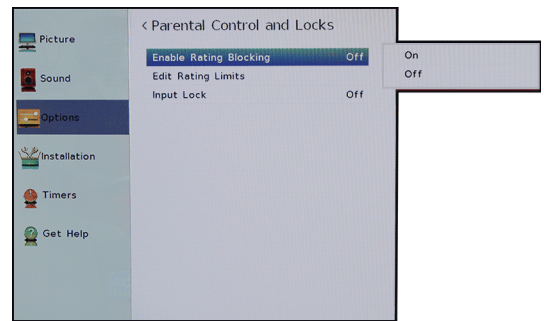 Picture
Sound
Options
Installation
Timers
Get Help
< Parental Control and Locks
Enable Rating Blocking Off
Edit Rating Limits
Input Lock Off
On
Off